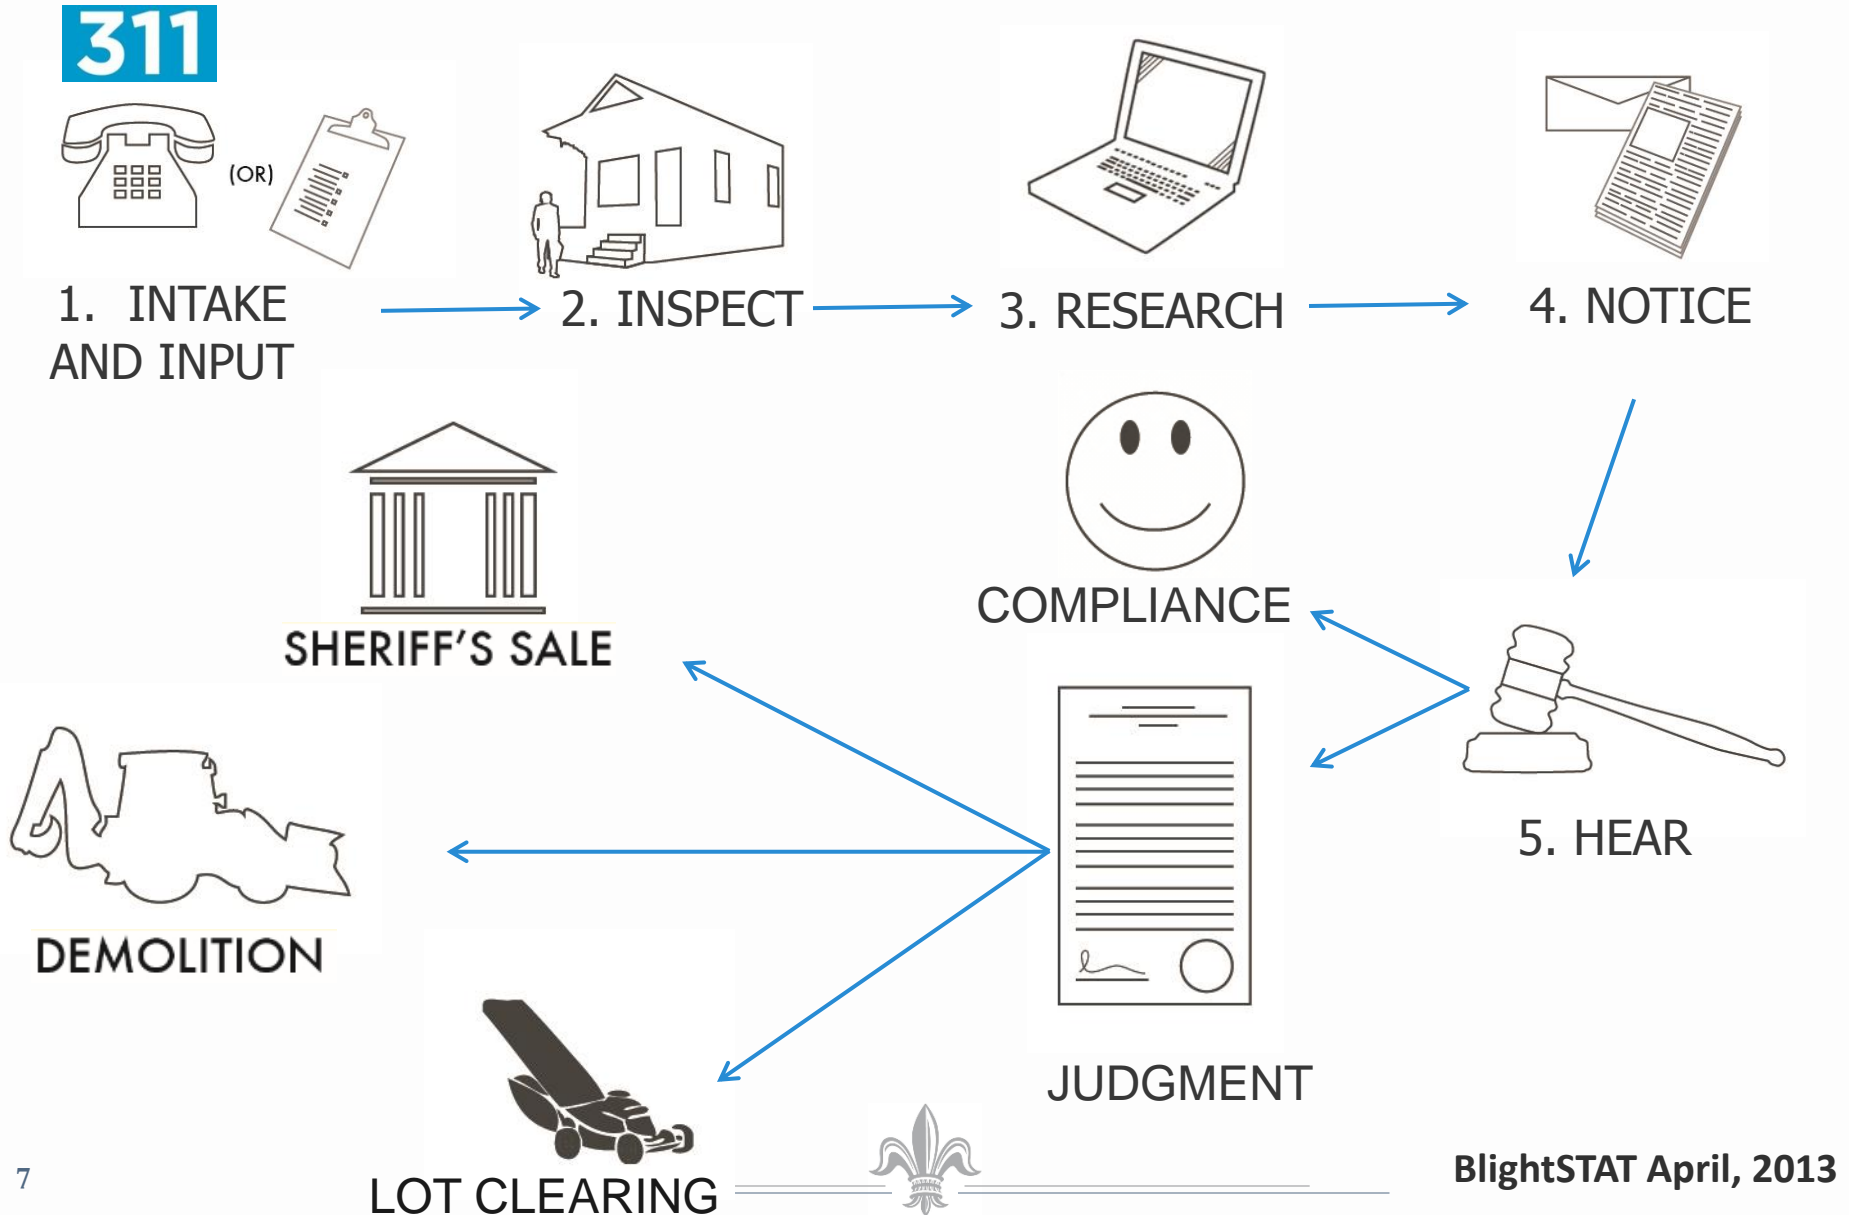 311
(OR)
1. INTAKE
AND INPUT
2. INSPECT
3. RESEARCH
4. NOTICE
SHERIFF'S SALE
COMPLIANCE
5. HEAR
DEMOLITION
JUDGMENT
LOT CLEARING
7
BlightSTAT April, 2013